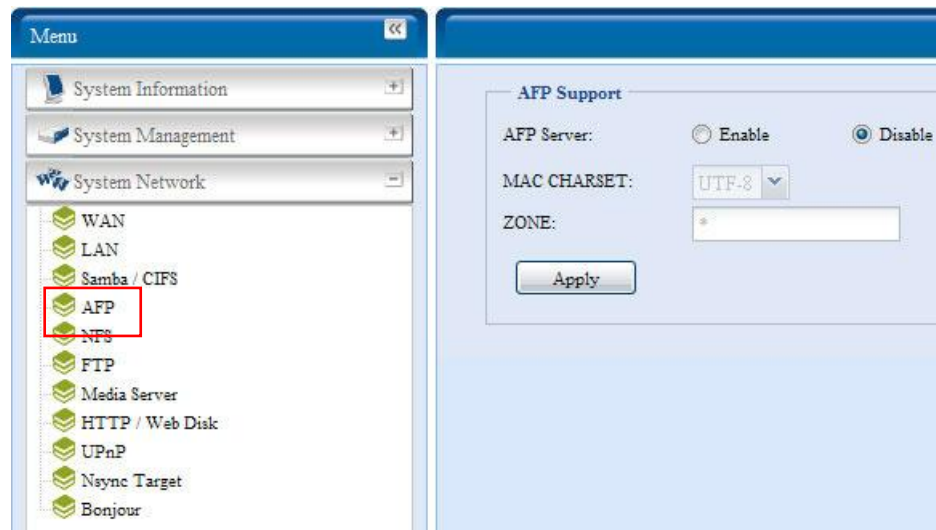 Menu
System Information
System Management
System Network
WAN
LAN
Samba / CIFS
AFP
NFS
FTP
Media Server
HTTP / Web Disk
UPnP
Nsync Target
Bonjour
AFP Support
AFP Server: Enable Disable
MAC CHARSET: UTF-8
ZONE: *
Apply